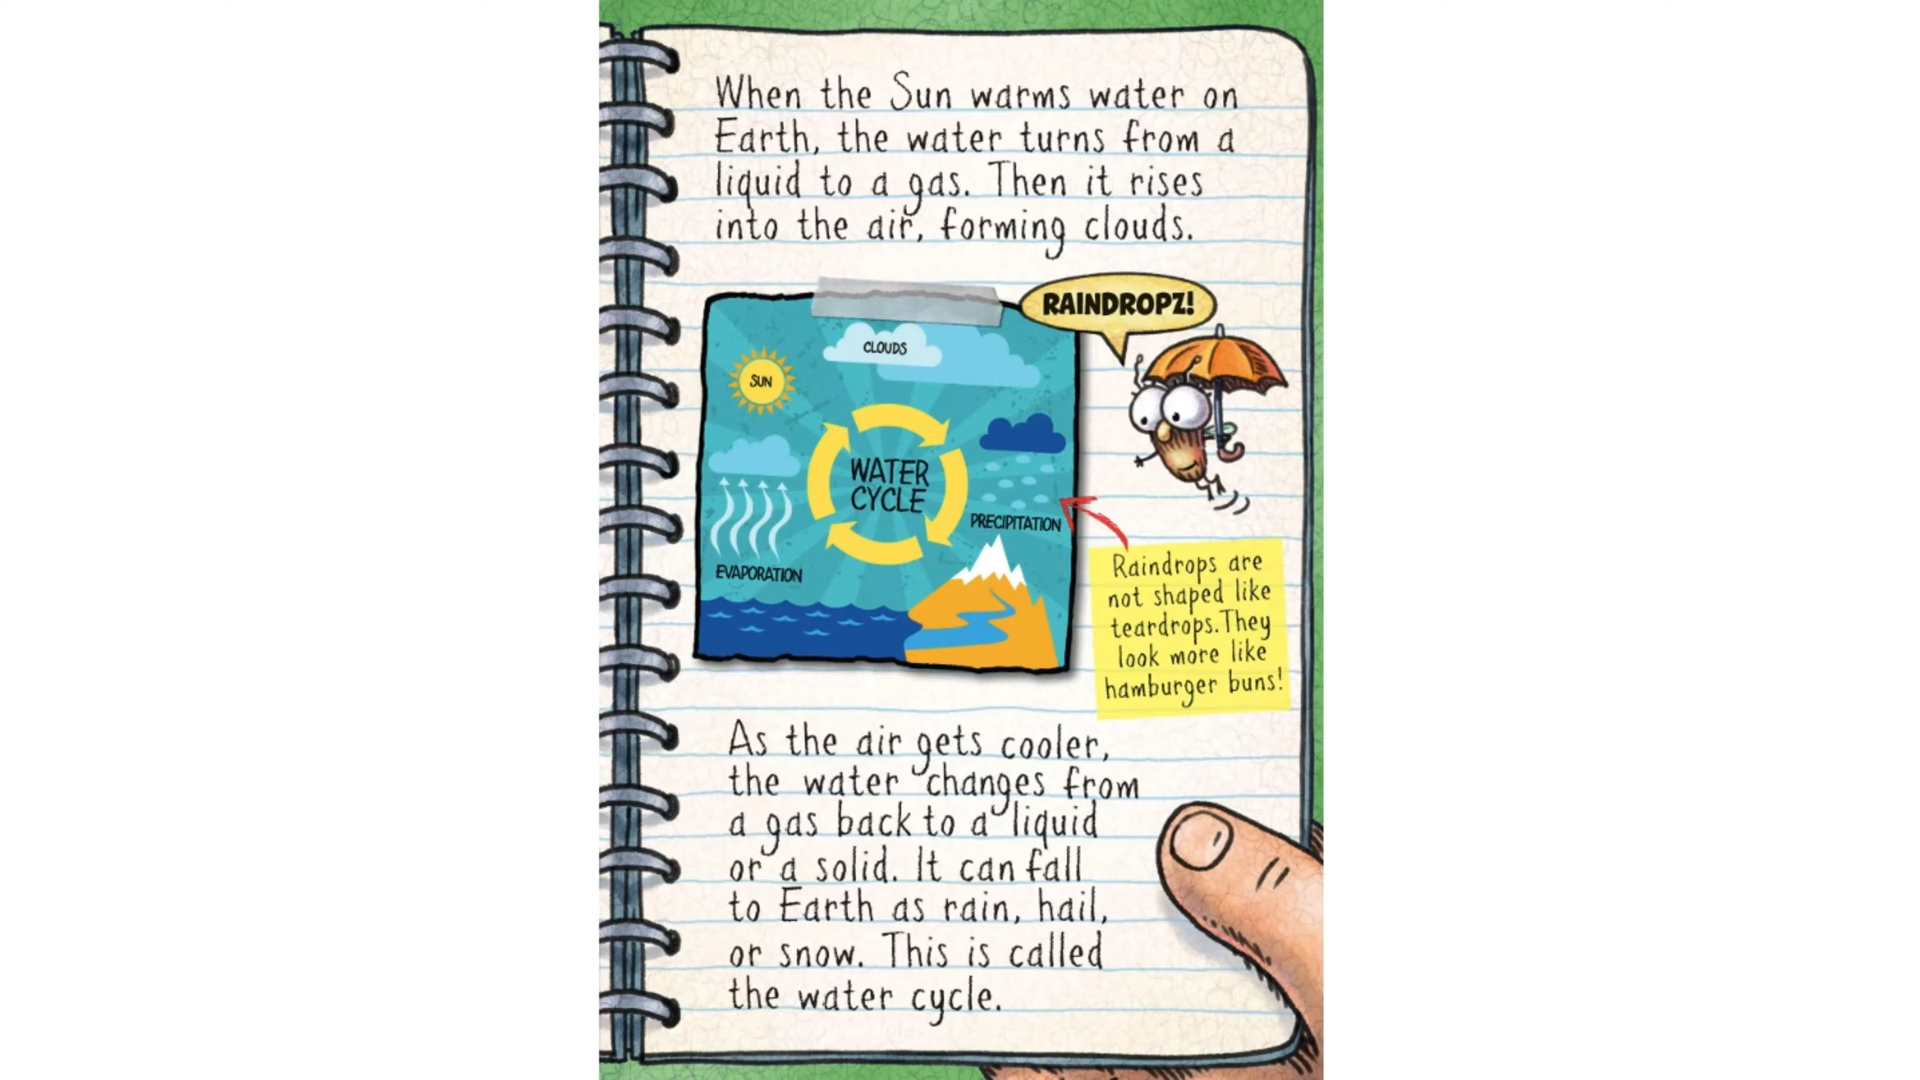 When the Sun warms water on
Earth, the water turns from a
liquid to a gas. Then it rises
into the air, forming clouds.
RAINDROPZ!
CLOUDS
SUN
WATER
CYCLE
PRECIPITATION
EVAPORATION
Raindrops are
not shaped like
teardrops. They
look more like
hamburger buns!
As the air gets cooler,
the water changes from
a gas back to a liquid
or a solid. It can fall
to Earth as rain, hail,
or snow. This is called
the water cycle.